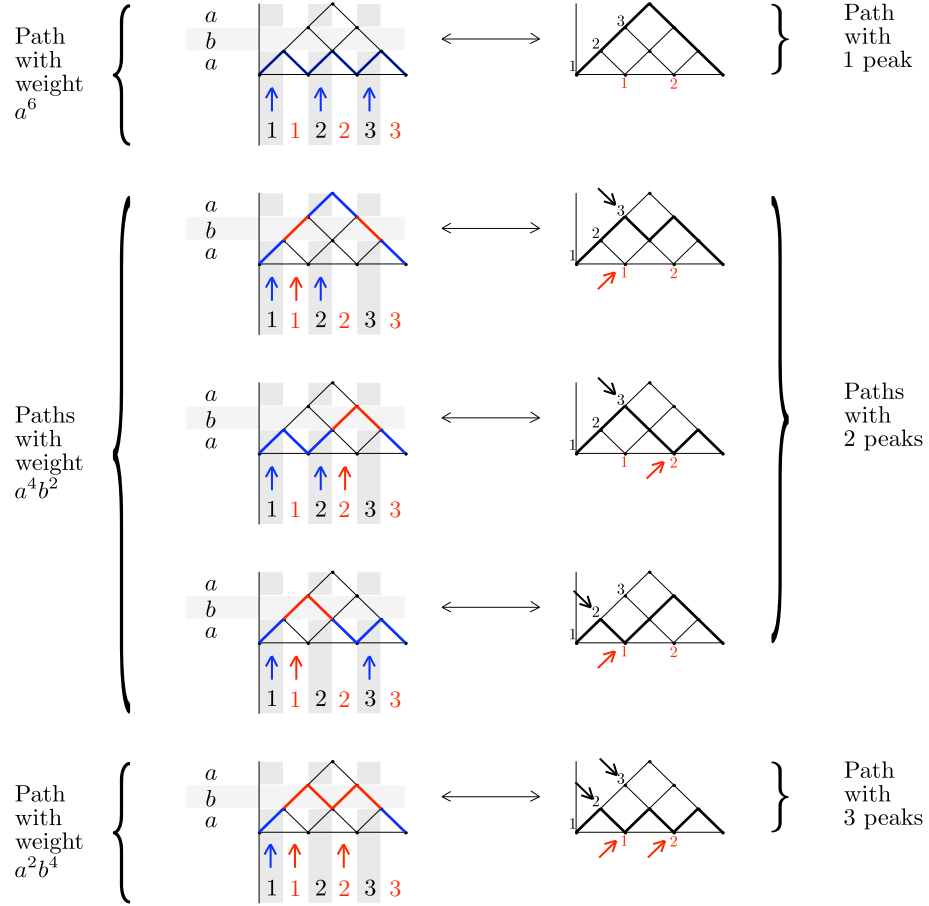 Path
with
weight
a^6
a
b
a
1 1 2 2 3 3
3
2
1
1 2
Path
with
1 peak
Paths
with
weight
a^4b^2
a
b
a
1 1 2 2 3 3
3
2
1
1 2
a
b
a
1 1 2 2 3 3
3
2
1
1 2
Paths
with
2 peaks
a
b
a
1 1 2 2 3 3
3
2
1
1 2
Path
with
weight
a^2b^4
a
b
a
1 1 2 2 3 3
3
2
1
1 2
Path
with
3 peaks